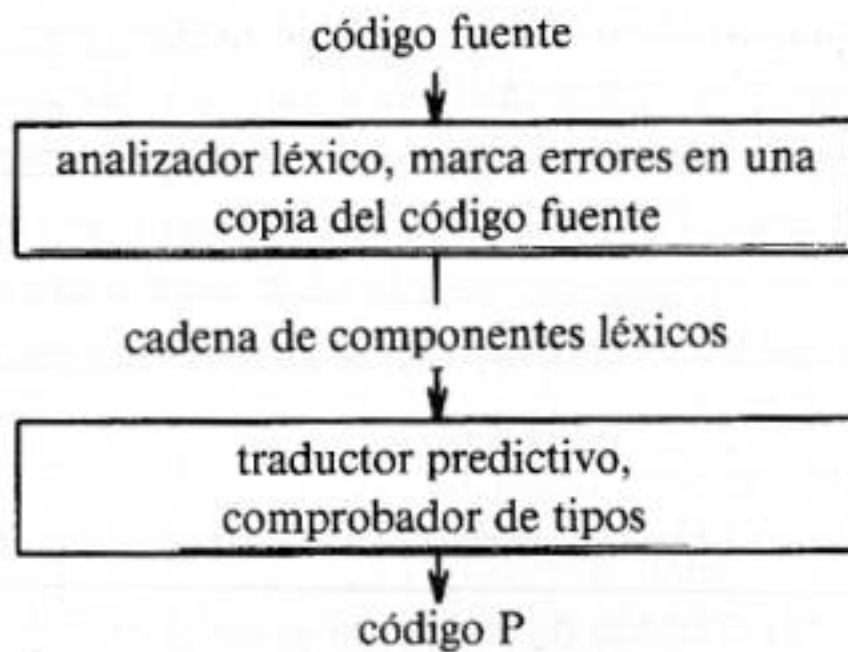 código fuente
analizador léxico, marca errores en una
copia del código fuente
cadena de componentes léxicos
traductor predictivo,
comprobador de tipos
código P